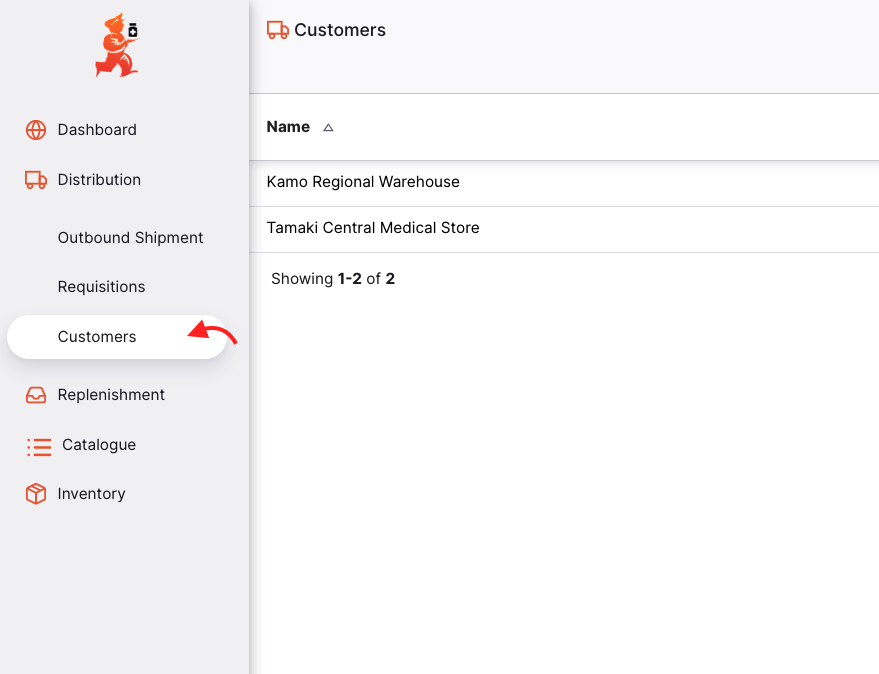 Dashboard
Distribution
Outbound Shipment
Requisitions
Customers
Replenishment
Catalogue
Inventory
Customers
Name
Kamo Regional Warehouse
Tamaki Central Medical Store
Showing 1-2 of 2